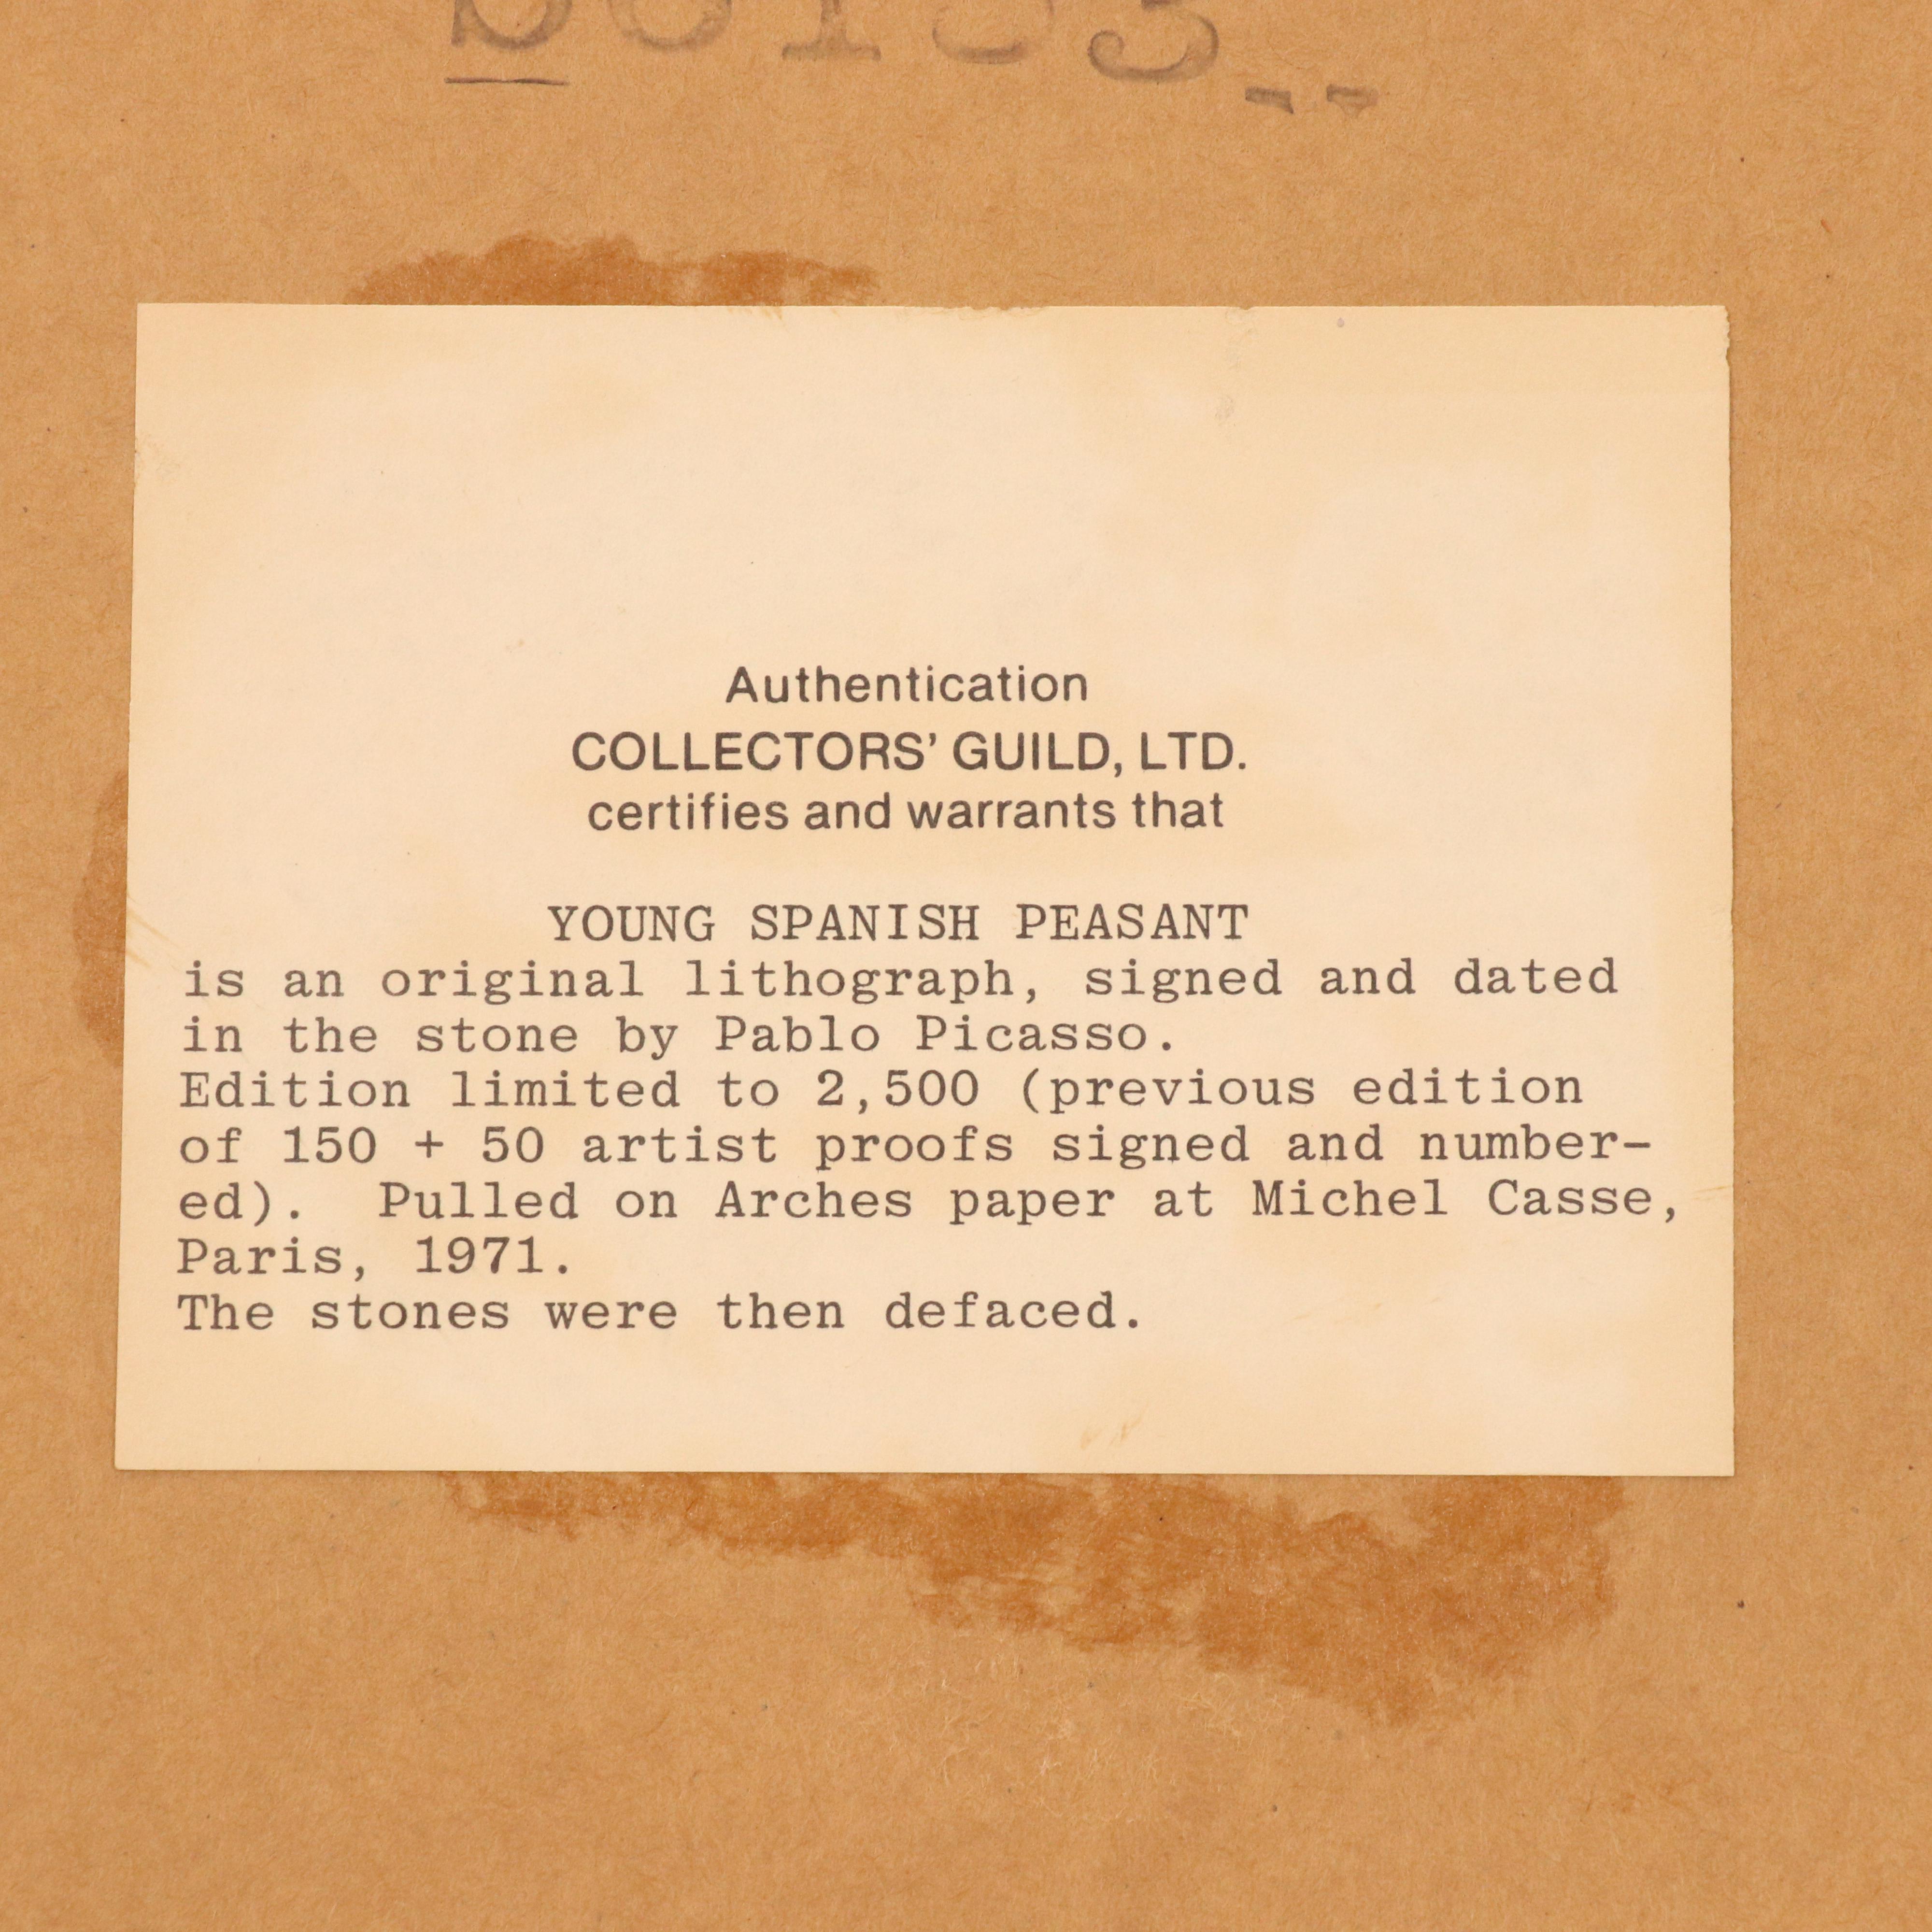 Authentication
COLLECTORS' GUILD, LTD.
certifies and warrants that
YOUNG SPANISH PEASANT
is an original lithograph, signed and dated
in the stone by Pablo Picasso.
Edition limited to 2,500 (previous edition
of 150 + 50 artist proofs signed and number-
ed).  Pulled on Arches paper at Michel Casse,
Paris, 1971.
The stones were then defaced.